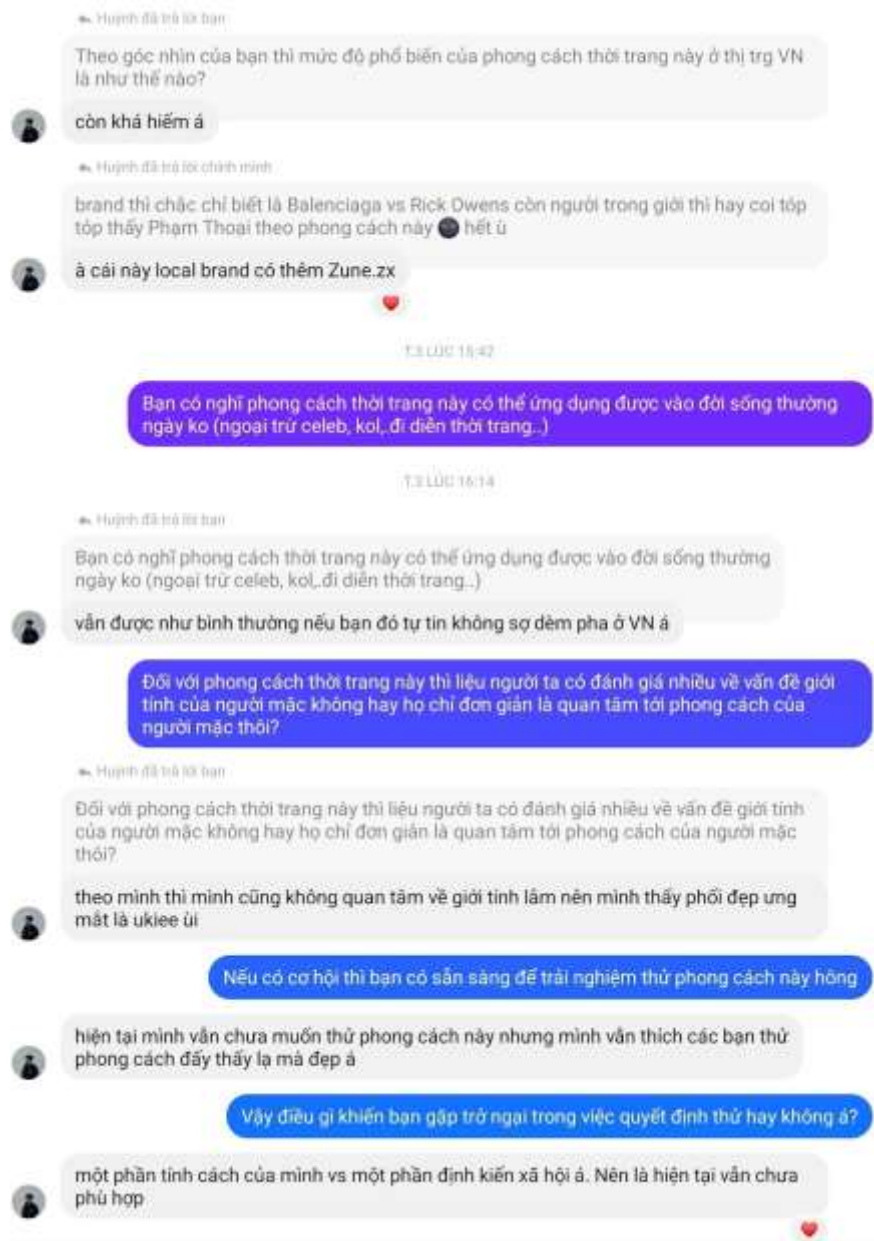 Huỳnh đã trả lời bạn
Theo góc nhìn của bạn thì mức độ phổ biến của phong cách thời trang này ở thị trg VN
là như thế nào?
còn khá hiếm á
Huỳnh đã trả lời chính mình
brand thì chắc chỉ biết là Balenciaga vs Rick Owens còn người trong giới thì hay coi tóp
tóp thấy Phạm Thoại theo phong cách này 🌚 hết ù
à cái này local brand có thêm Zune.zx
T.3 LÚC 15:42
Bạn có nghĩ phong cách thời trang này có thể ứng dụng được vào đời sống thường
ngày ko (ngoại trừ celeb, kol,.đi diễn thời trang..)
T.3 LÚC 16:14
Huỳnh đã trả lời bạn
Bạn có nghĩ phong cách thời trang này có thể ứng dụng được vào đời sống thường
ngày ko (ngoại trừ celeb, kol,.đi diễn thời trang..)
vẫn được như bình thường nếu bạn đó tự tin không sợ dèm pha ở VN á
Đối với phong cách thời trang này thì liệu người ta có đánh giá nhiều về vấn đề giới
tính của người mặc không hay họ chỉ đơn giản là quan tâm tới phong cách của
người mặc thôi?
Huỳnh đã trả lời bạn
Đối với phong cách thời trang này thì liệu người ta có đánh giá nhiều về vấn đề giới tính
của người mặc không hay họ chỉ đơn giản là quan tâm tới phong cách của người mặc
thôi?
theo mình thì mình cũng không quan tâm về giới tính lắm nên mình thấy phối đẹp ưng
mắt là ukiee ùi
Nếu có cơ hội thì bạn có sẵn sàng để trải nghiệm thử phong cách này hông
hiện tại mình vẫn chưa muốn thử phong cách này nhưng mình vẫn thích các bạn thử
phong cách đấy thấy lạ mà đẹp á
Vậy điều gì khiến bạn gặp trở ngại trong việc quyết định thử hay không á?
một phần tính cách của mình vs một phần định kiến xã hội á. Nên là hiện tại vẫn chưa
phù hợp